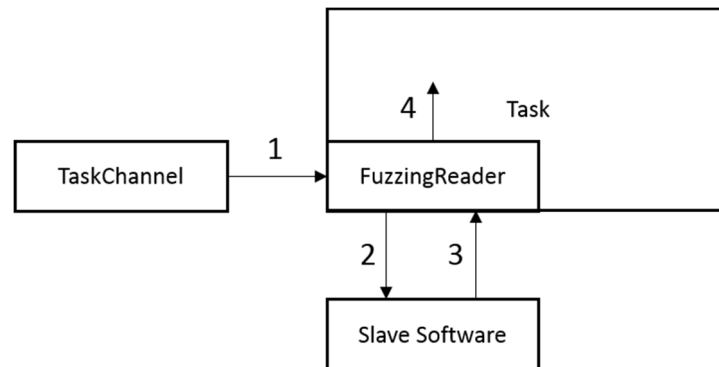 4
Task
1
TaskChannel
FuzzingReader
2
3
Slave Software